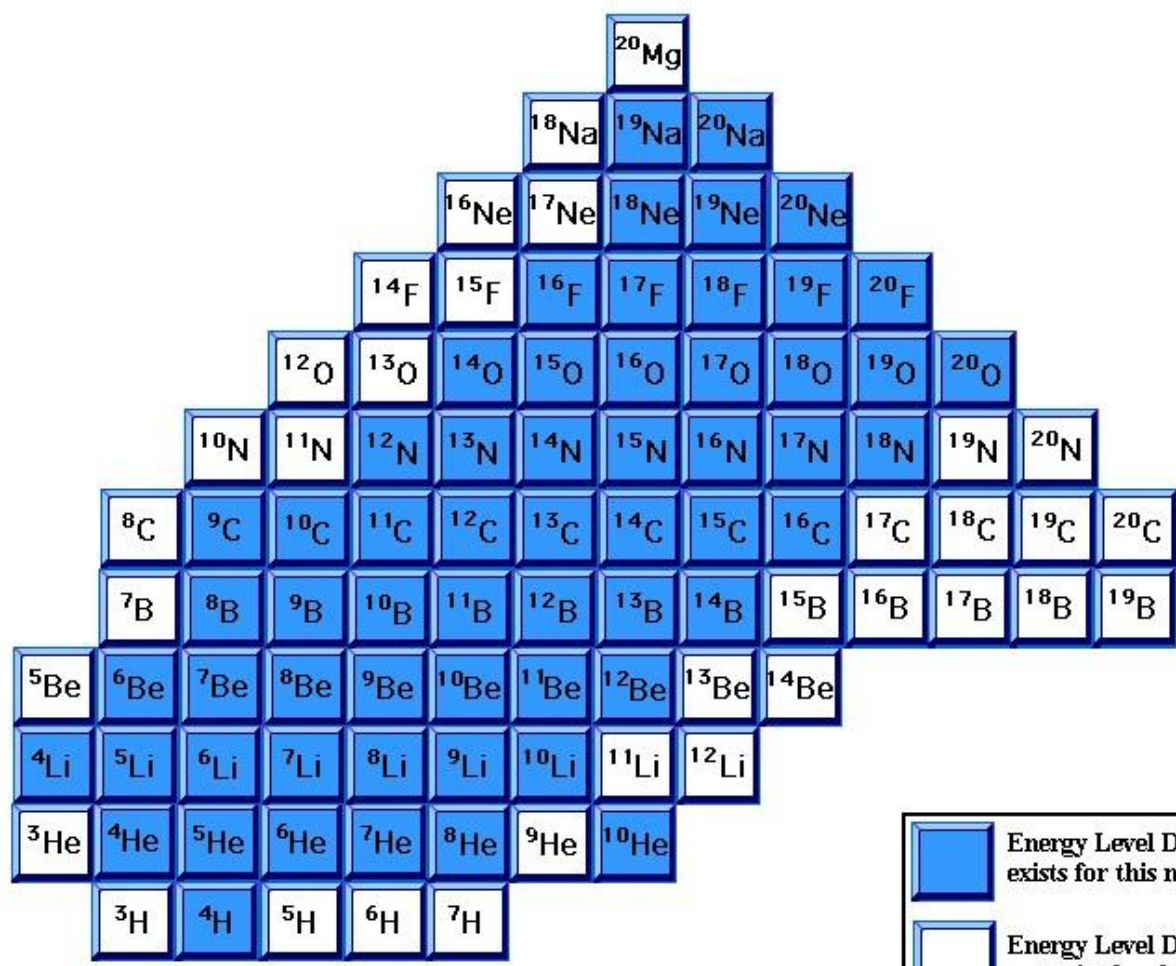 ²⁰Mg
¹⁸Na ¹⁹Na ²⁰Na
¹⁶Ne ¹⁷Ne ¹⁸Ne ¹⁹Ne ²⁰Ne
¹⁴F ¹⁵F ¹⁶F ¹⁷F ¹⁸F ¹⁹F ²⁰F
¹²O ¹³O ¹⁴O ¹⁵O ¹⁶O ¹⁷O ¹⁸O ¹⁹O ²⁰O
¹⁰N ¹¹N ¹²N ¹³N ¹⁴N ¹⁵N ¹⁶N ¹⁷N ¹⁸N ¹⁹N ²⁰N
⁸C ⁹C ¹⁰C ¹¹C ¹²C ¹³C ¹⁴C ¹⁵C ¹⁶C ¹⁷C ¹⁸C ¹⁹C ²⁰C
⁷B ⁸B ⁹B ¹⁰B ¹¹B ¹²B ¹³B ¹⁴B ¹⁵B ¹⁶B ¹⁷B ¹⁸B ¹⁹B
⁵Be ⁶Be ⁷Be ⁸Be ⁹Be ¹⁰Be ¹¹Be ¹²Be ¹³Be ¹⁴Be
⁴Li ⁵Li ⁶Li ⁷Li ⁸Li ⁹Li ¹⁰Li ¹¹Li ¹²Li
³He ⁴He ⁵He ⁶He ⁷He ⁸He ⁹He ¹⁰He
³H ⁴H ⁵H ⁶H ⁷H
Energy Level D
exists for this n
Energy Level D